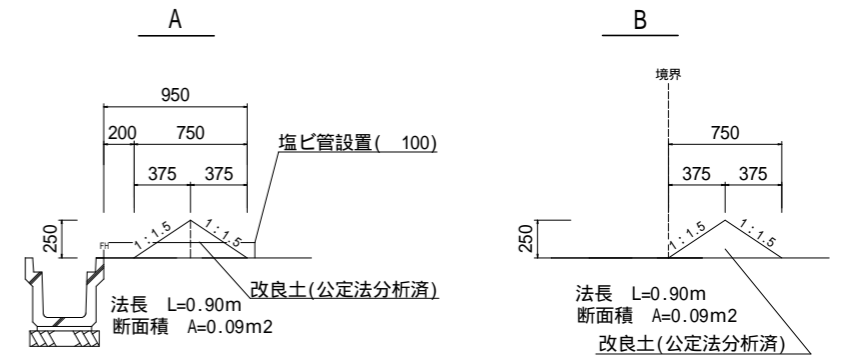 A
950
200 750
375 375
塩ビ管設置( 100)
250
1:1.5
1:1.5
FH
改良土(公定法分析済)
法長 L=0.90m
断面積 A=0.09m2
B
境界
750
375 375
250
1:1.5
1:1.5
法長 L=0.90m
断面積 A=0.09m2
改良土(公定法分析済)